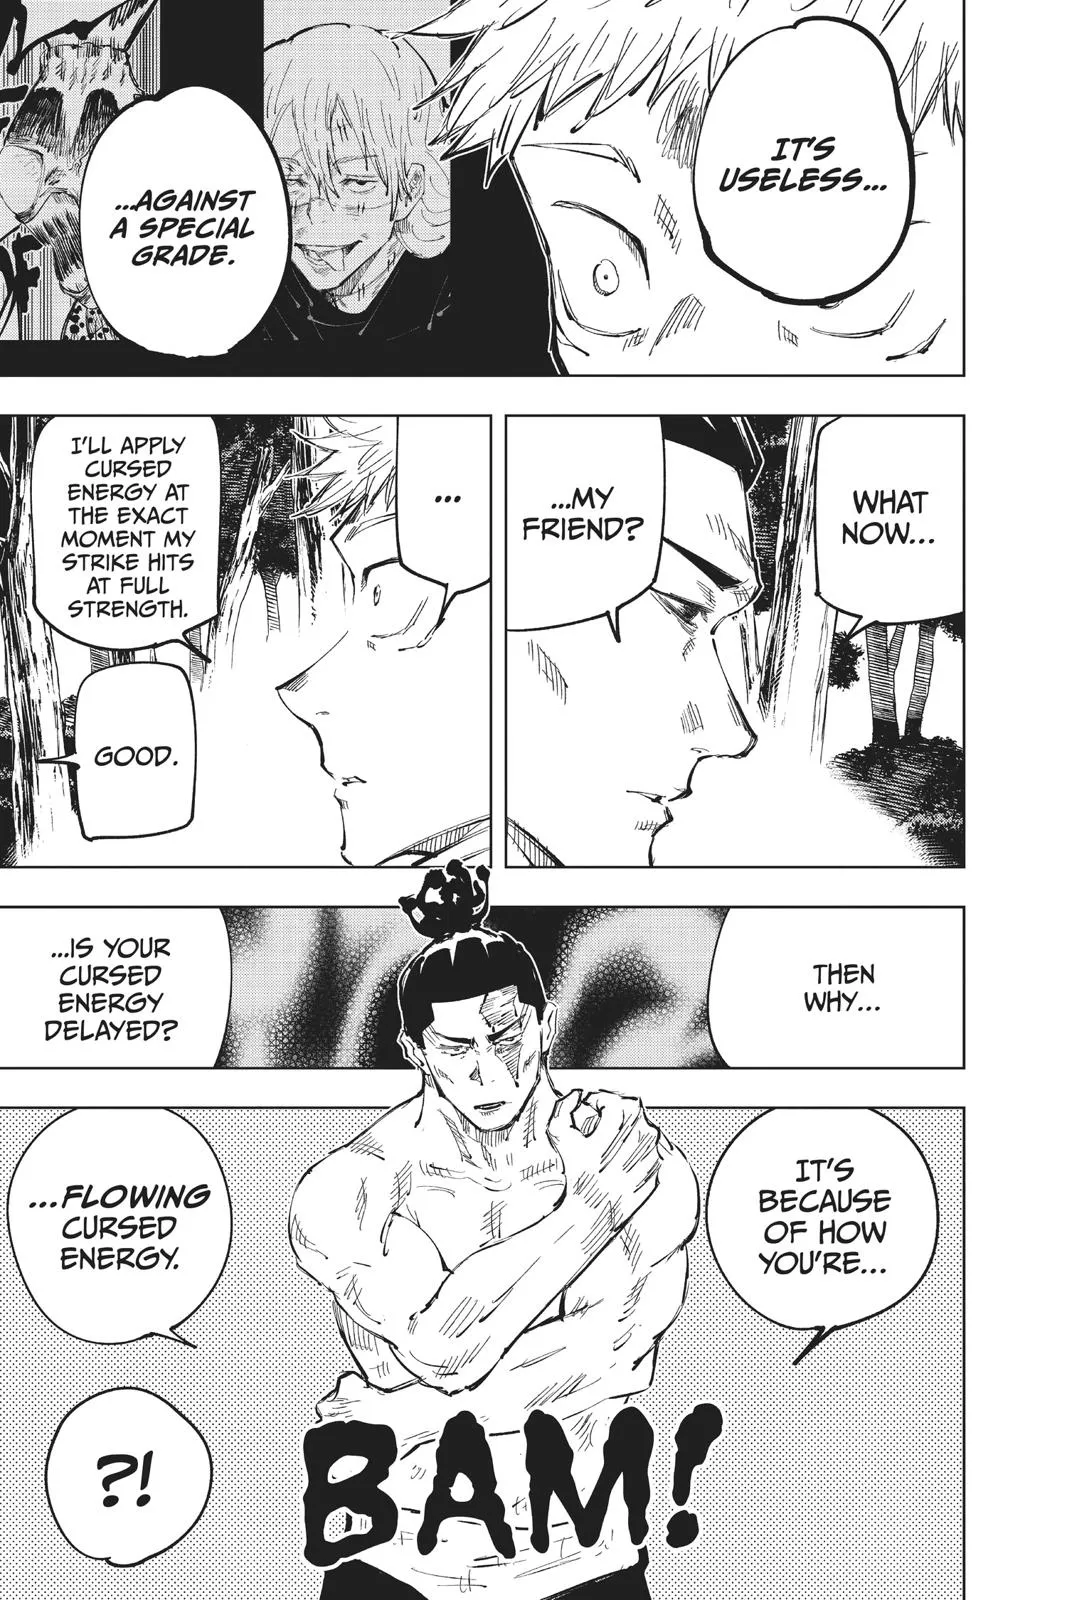 IT'S
USELESS...
...AGAINST
A SPECIAL
GRADE.
WHAT
NOW...
...MY
FRIEND?
...
I'LL APPLY
CURSED
ENERGY AT
THE EXACT
MOMENT MY
STRIKE HITS
AT FULL
STRENGTH.
GOOD.
THEN
WHY...
...IS YOUR
CURSED
ENERGY
DELAYED?
IT'S
BECAUSE
OF HOW
YOU'RE...
...FLOWING
CURSED
ENERGY.
?!
BAM!